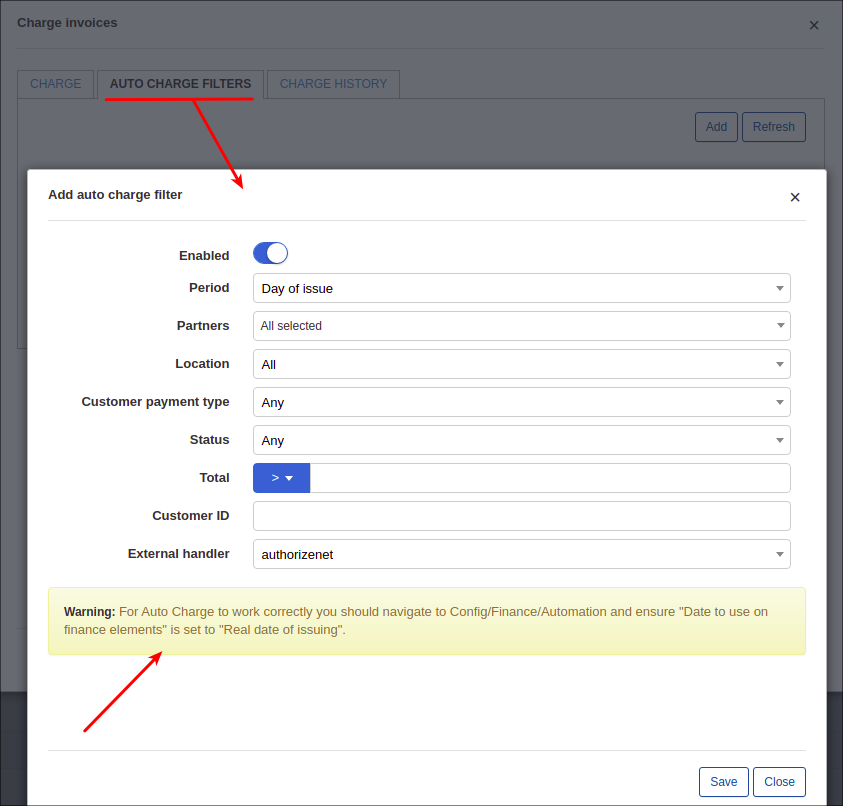 Charge invoices
×
CHARGE AUTO CHARGE FILTERS CHARGE HISTORY
Add Refresh
Add auto charge filter
×
Enabled
Period Day of issue
Partners All selected
Location All
Customer payment type Any
Status Any
Total >
Customer ID
External handler authorizenet
Warning: For Auto Charge to work correctly you should navigate to Config/Finance/Automation and ensure "Date to use on
finance elements" is set to "Real date of issuing".
Save Close